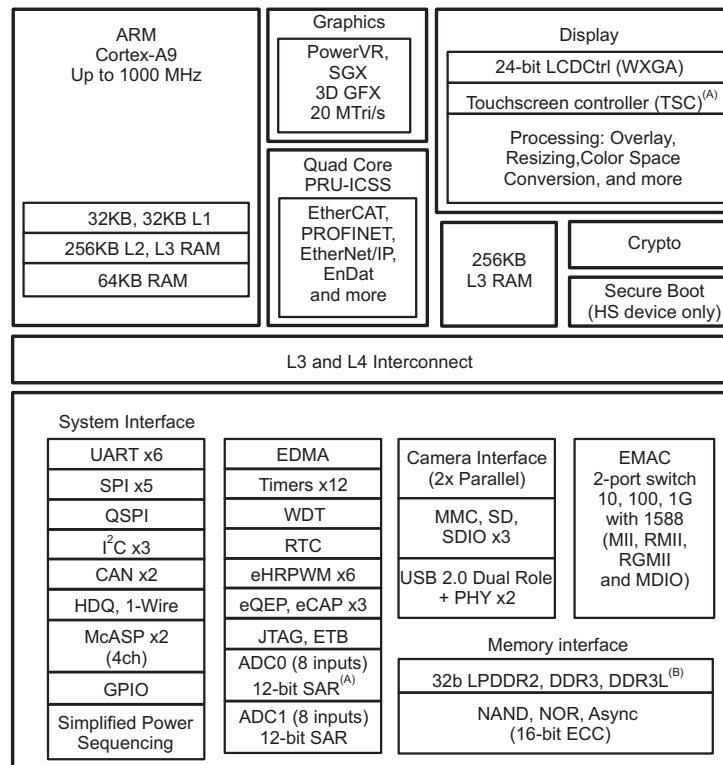 ARM
Cortex-A9
Up to 1000 MHz
32KB, 32KB L1
256KB L2, L3 RAM
64KB RAM
Graphics
PowerVR,
SGX
3D GFX
20 MTri/s
Quad Core
PRU-ICSS
EtherCAT,
PROFINET,
EtherNet/IP,
EnDat
and more
Display
24-bit LCDCtrl (WXGA)
Touchscreen controller (TSC)(A)
Processing: Overlay,
Resizing,Color Space
Conversion, and more
256KB
L3 RAM
Crypto
Secure Boot
(HS device only)
L3 and L4 Interconnect
System Interface
UART x6
SPI x5
QSPI
I2C x3
CAN x2
HDQ, 1-Wire
McASP x2
(4ch)
GPIO
Simplified Power
Sequencing
EDMA
Timers x12
WDT
RTC
eHRPWM x6
eQEP, eCAP x3
JTAG, ETB
ADC0 (8 inputs)
12-bit SAR(A)
ADC1 (8 inputs)
12-bit SAR
Camera Interface
(2x Parallel)
MMC, SD,
SDIO x3
USB 2.0 Dual Role
+ PHY x2
EMAC
2-port switch
10, 100, 1G
with 1588
(MII, RMII,
RGMII
and MDIO)
Memory interface
32b LPDDR2, DDR3, DDR3L(B)
NAND, NOR, Async
(16-bit ECC)